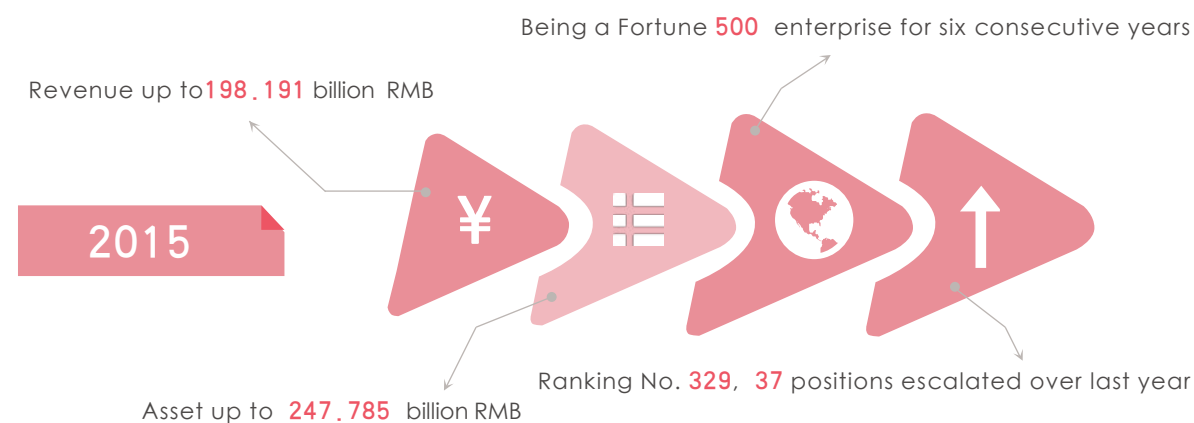 Being a Fortune 500 enterprise for six consecutive years
Revenue up to198.191 billion RMB
¥
2015
Ranking No. 329, 37 positions escalated over last year
Asset up to 247.785 billion RMB